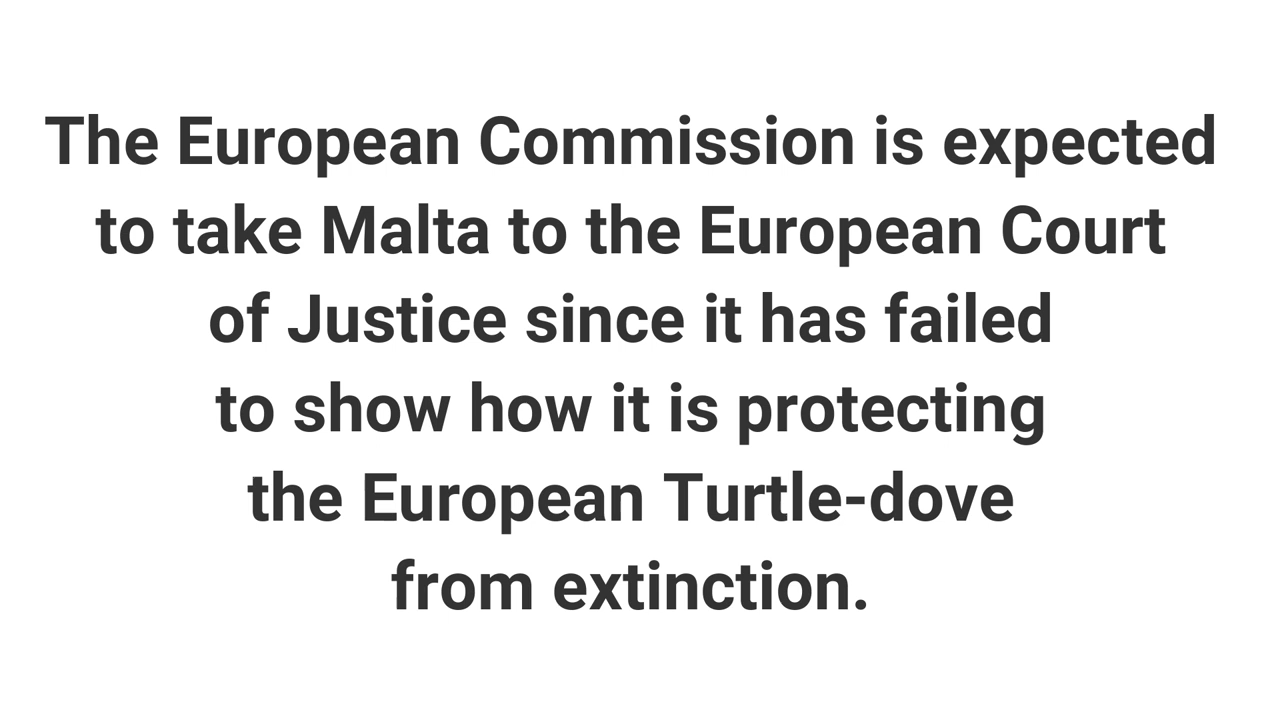 The European Commission is expected
to take Malta to the European Court
of Justice since it has failed
to show how it is protecting
the European Turtle-dove
from extinction.